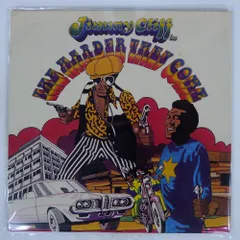 Jimmy Cliff
in
THE HARDER THEY COME